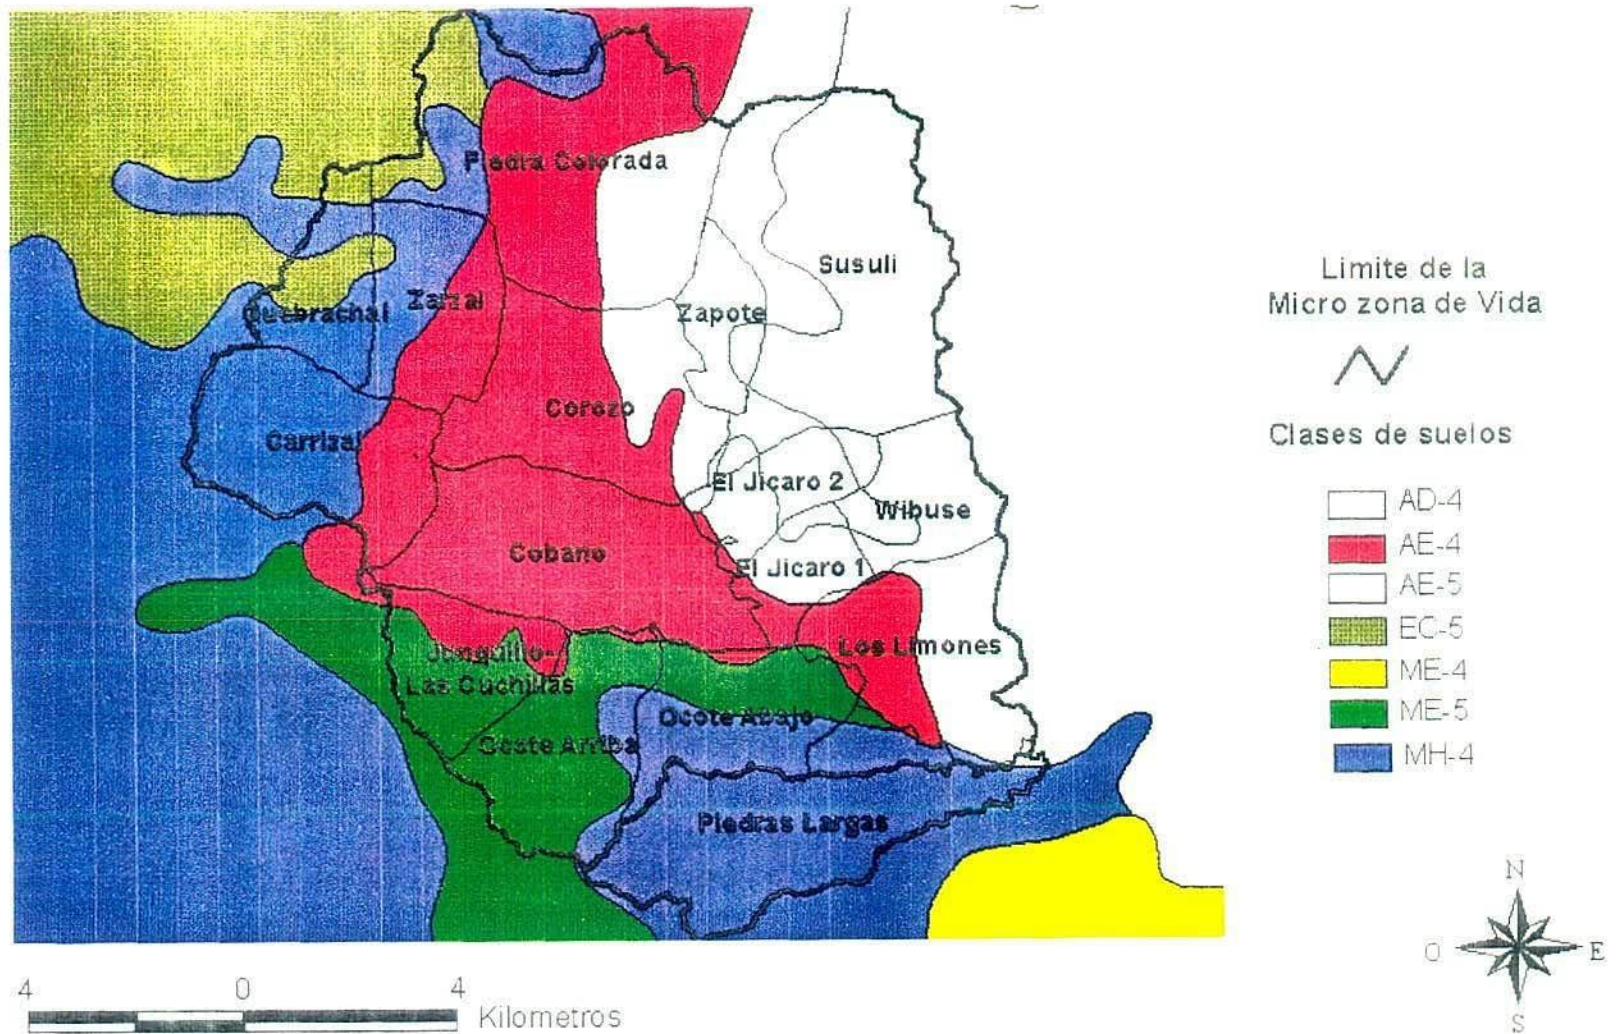 Piedra Colorada
Susuli
Zapote
Zarzal
Quebrachal
Corozo
Carrizal
El Jicaro 2
Wibuse
Cobano
El Jicaro 1
Los Limones
Junquillo-
Las Cuchillas
Ocote Abajo
Ocote Arriba
Piedras Largas
Limite de la
Micro zona de Vida
Clases de suelos
AD-4
AE-4
AE-5
EC-5
ME-4
ME-5
MH-4
N
O E
S
4 0 4
Kilometros